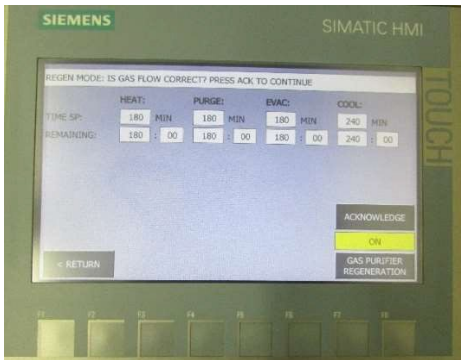 SIEMENS
SIMATIC HMI
TOUCH
REGEN MODE: IS GAS FLOW CORRECT? PRESS ACK TO CONTINUE
HEAT: PURGE: EVAC: COOL:
TIME SP: 180 MIN 180 MIN 180 MIN 240 MIN
REMAINING: 180 : 00 180 : 00 180 : 00 240 : 00
ACKNOWLEDGE
ON
< RETURN
GAS PURIFIER
REGENERATION
F1 F2 F3 F4 F5 F6 F7 F8